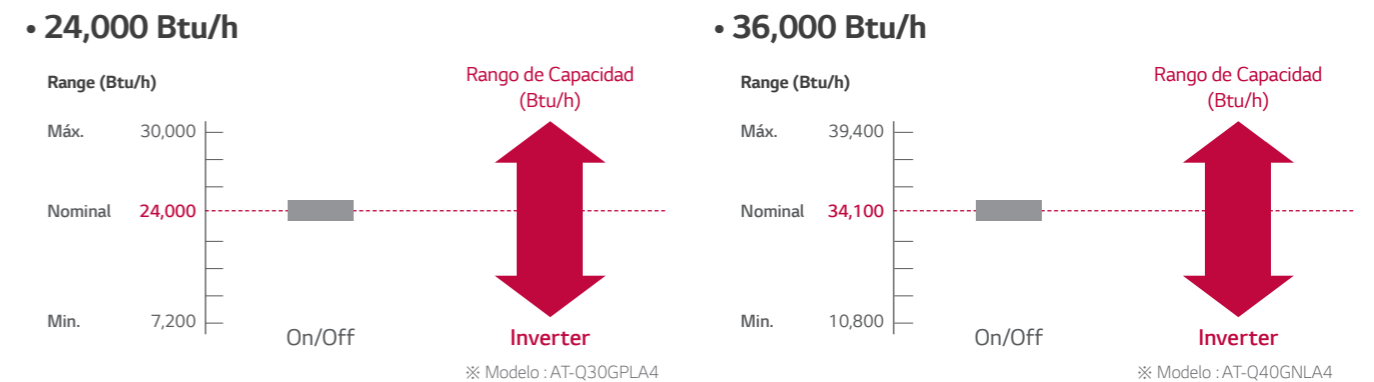 • 24,000 Btu/h
Range (Btu/h)
Rango de Capacidad
(Btu/h)
Máx. 30,000
Nominal 24,000
Min. 7,200
On/Off
Inverter
※ Modelo : AT-Q30GPLA4
• 36,000 Btu/h
Range (Btu/h)
Rango de Capacidad
(Btu/h)
Máx. 39,400
Nominal 34,100
Min. 10,800
On/Off
Inverter
※ Modelo : AT-Q40GNLA4